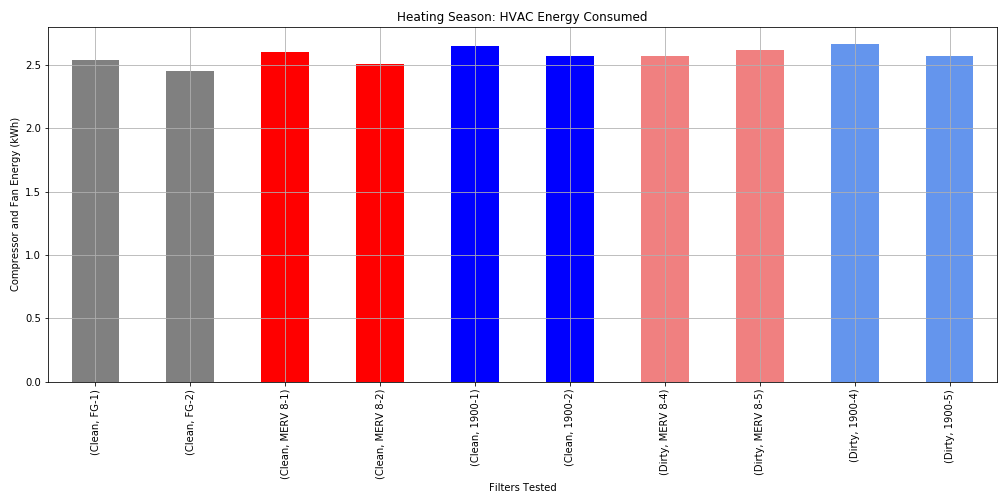 Heating Season: HVAC Energy Consumed
Compressor and Fan Energy (kWh)
2.5
2.0
1.5
1.0
0.5
0.0
(Clean, FG-1)
(Clean, FG-2)
(Clean, MERV 8-1)
(Clean, MERV 8-2)
(Clean, 1900-1)
(Clean, 1900-2)
(Dirty, MERV 8-4)
(Dirty, MERV 8-5)
(Dirty, 1900-4)
(Dirty, 1900-5)
Filters Tested